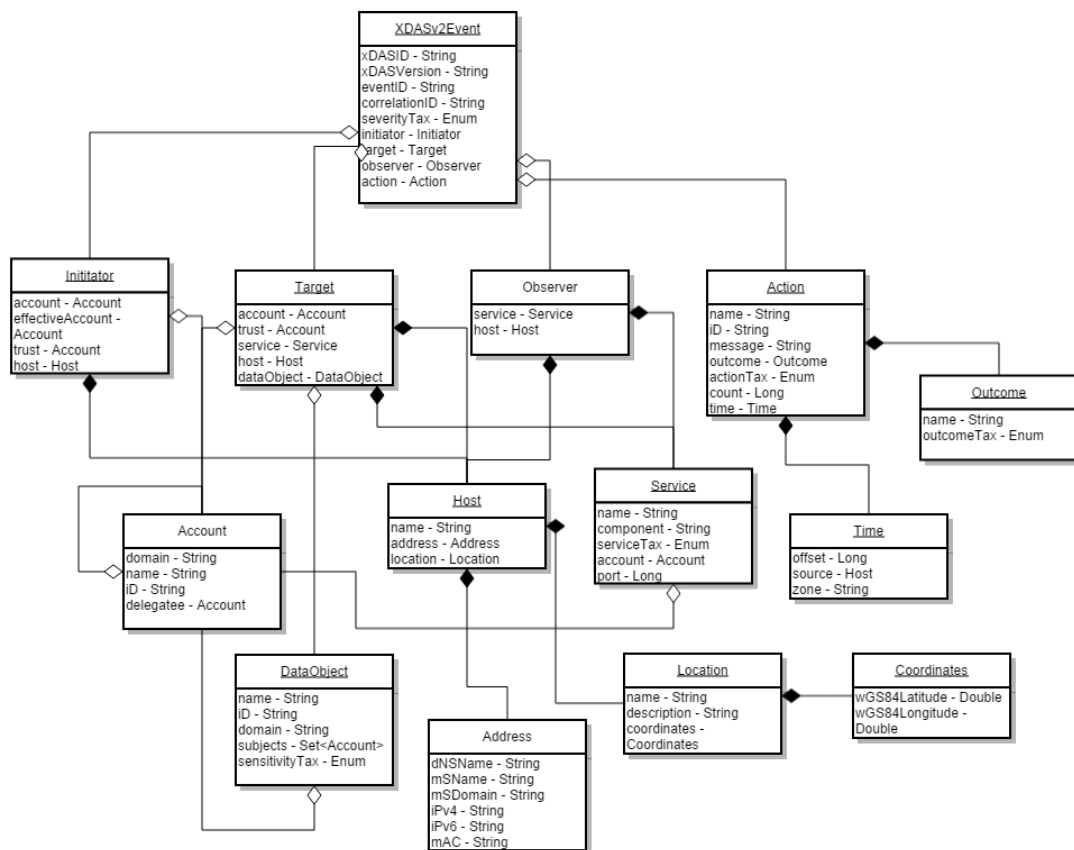 XDASv2Event
xDASID - String
xDASVersion - String
eventID - String
correlationID - String
severityTax - Enum
initiator - Initiator
target - Target
observer - Observer
action - Action
Inititator
account - Account
effectiveAccount -
Account
trust - Account
host - Host
Target
account - Account
trust - Account
service - Service
host - Host
dataObject - DataObject
Observer
service - Service
host - Host
Action
name - String
iD - String
message - String
outcome - Outcome
actionTax - Enum
count - Long
time - Time
Outcome
name - String
outcomeTax - Enum
Account
domain - String
name - String
iD - String
delegatee - Account
Host
name - String
address - Address
location - Location
Service
name - String
component - String
serviceTax - Enum
account - Account
port - Long
Time
offset - Long
source - Host
zone - String
DataObject
name - String
iD - String
domain - String
subjects - Set<Account>
sensitivityTax - Enum
Address
dNSName - String
mSName - String
mSDomain - String
iPv4 - String
iPv6 - String
mAC - String
Location
name - String
description - String
coordinates -
Coordinates
Coordinates
wGS84Latitude - Double
wGS84Longitude -
Double